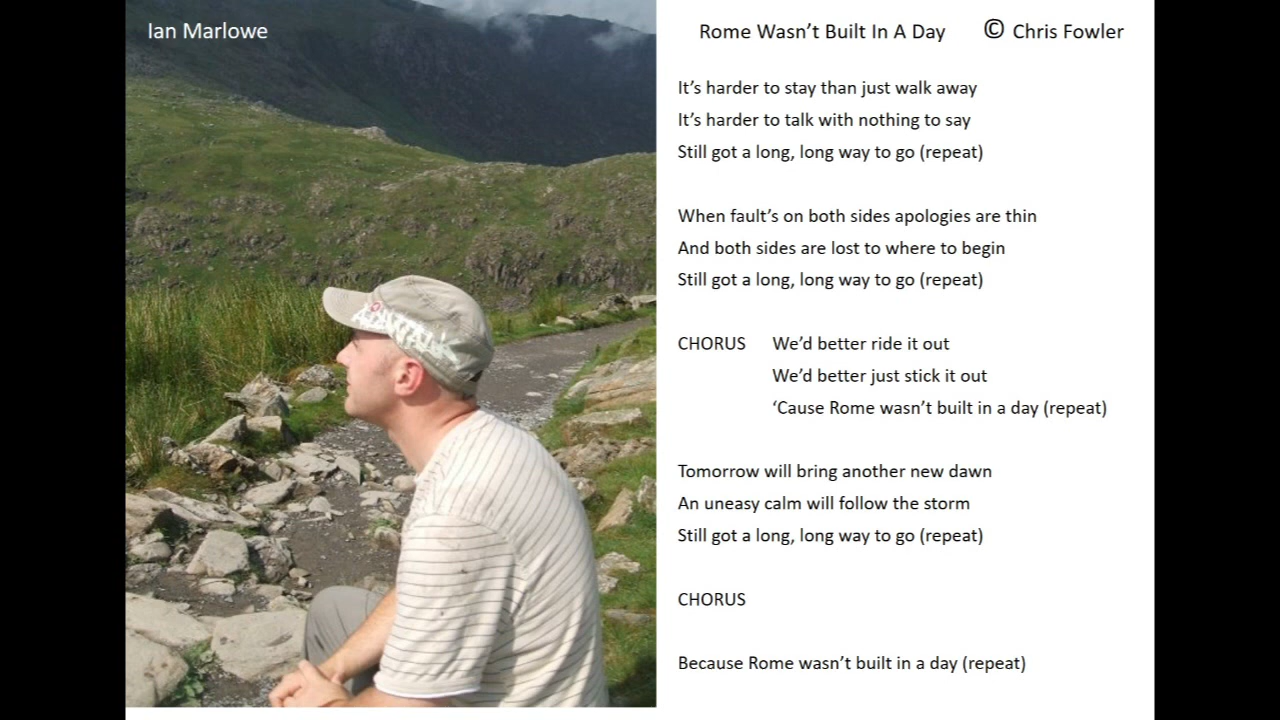 Ian Marlowe
Rome Wasn’t Built In A Day © Chris Fowler
It’s harder to stay than just walk away
It’s harder to talk with nothing to say
Still got a long, long way to go (repeat)
When fault’s on both sides apologies are thin
And both sides are lost to where to begin
Still got a long, long way to go (repeat)
CHORUS We’d better ride it out
We’d better just stick it out
‘Cause Rome wasn’t built in a day (repeat)
Tomorrow will bring another new dawn
An uneasy calm will follow the storm
Still got a long, long way to go (repeat)
CHORUS
Because Rome wasn’t built in a day (repeat)